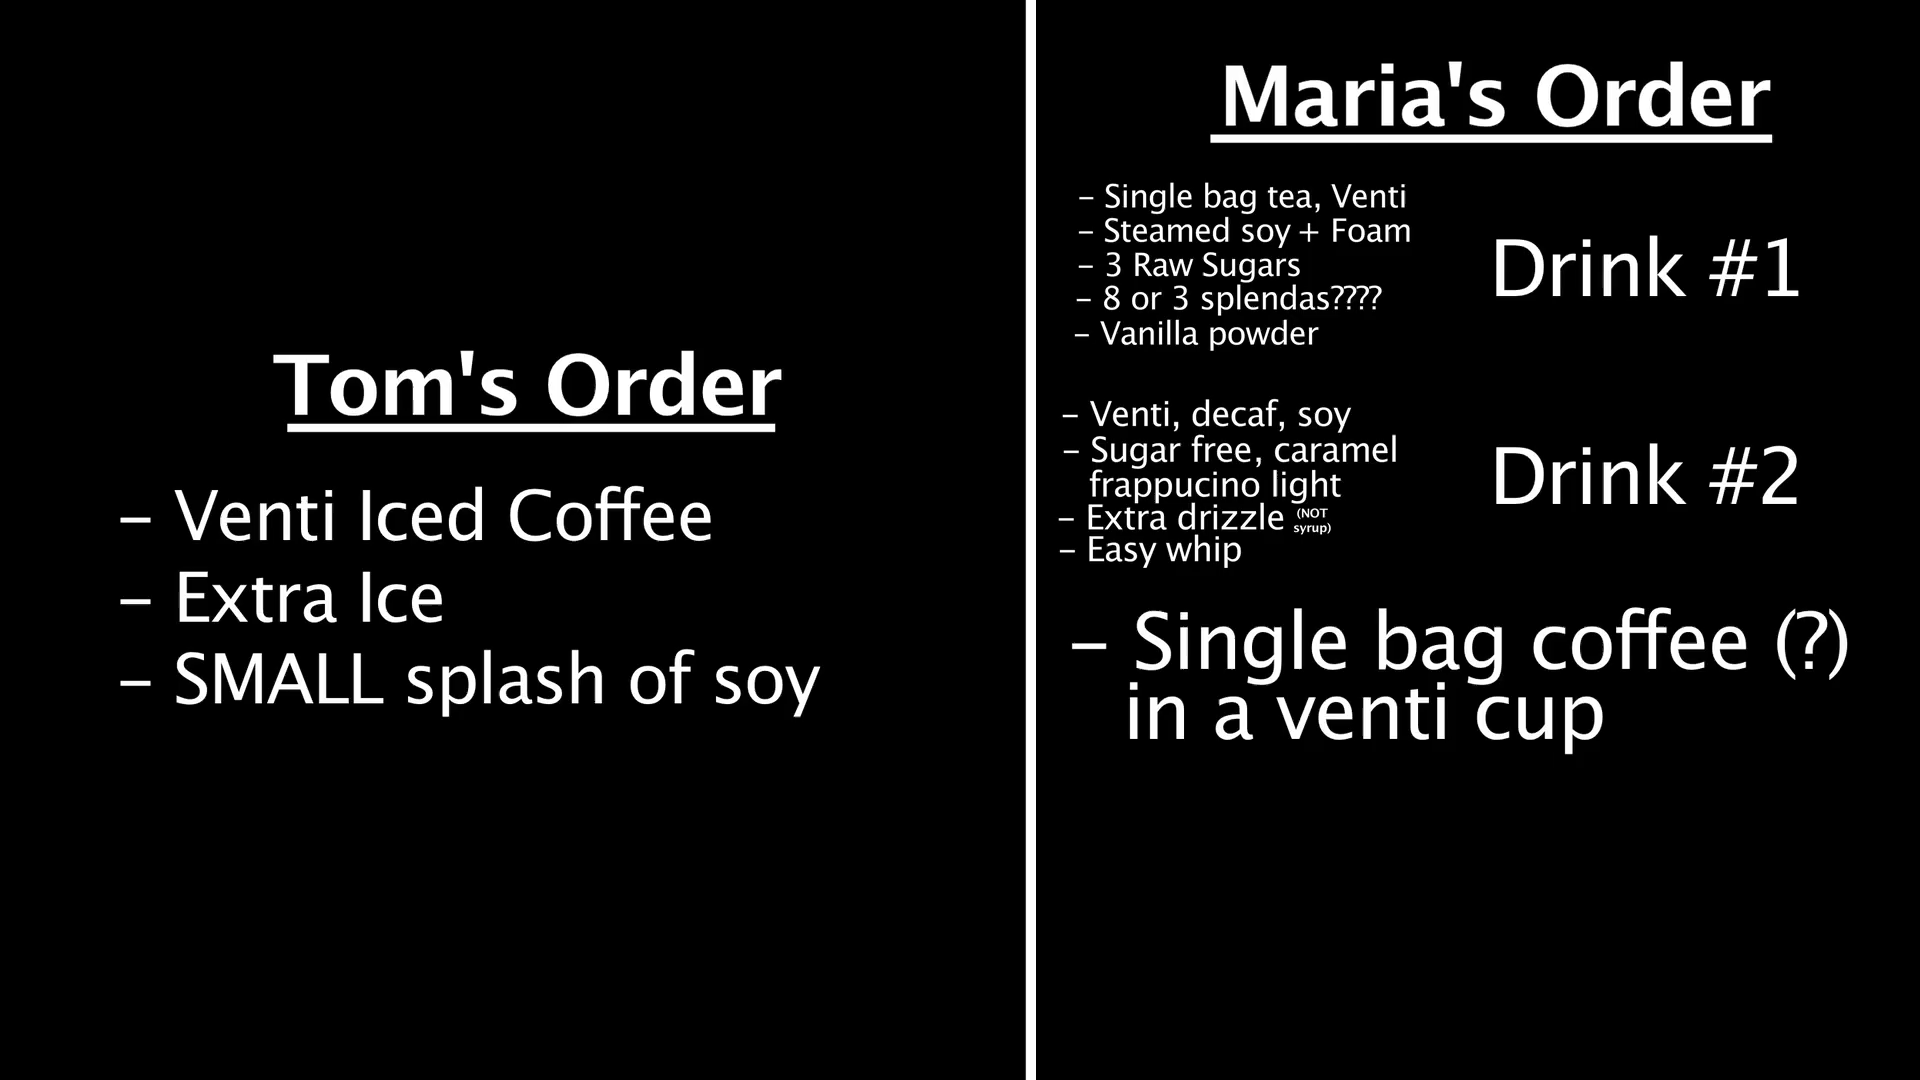 Tom's Order
– Venti Iced Coffee
– Extra Ice
– SMALL splash of soy
Maria's Order
– Single bag tea, Venti
– Steamed soy + Foam
– 3 Raw Sugars
– 8 or 3 splendas????
– Vanilla powder
Drink #1
– Venti, decaf, soy
– Sugar free, caramel
frappucino light
– Extra drizzle (NOT
syrup)
– Easy whip
Drink #2
– Single bag coffee (?)
in a venti cup